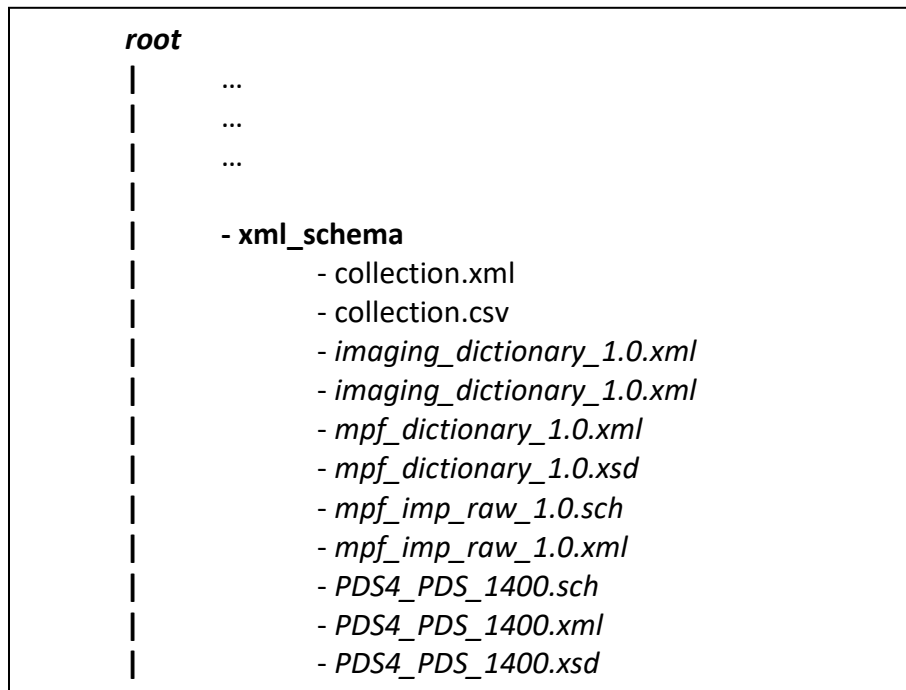 root
| ...
| ...
| ...
|
| - xml_schema
| - collection.xml
| - collection.csv
| - imaging_dictionary_1.0.xml
| - imaging_dictionary_1.0.xml
| - mpf_dictionary_1.0.xml
| - mpf_dictionary_1.0.xsd
| - mpf_imp_raw_1.0.sch
| - mpf_imp_raw_1.0.xml
| - PDS4_PDS_1400.sch
| - PDS4_PDS_1400.xml
| - PDS4_PDS_1400.xsd